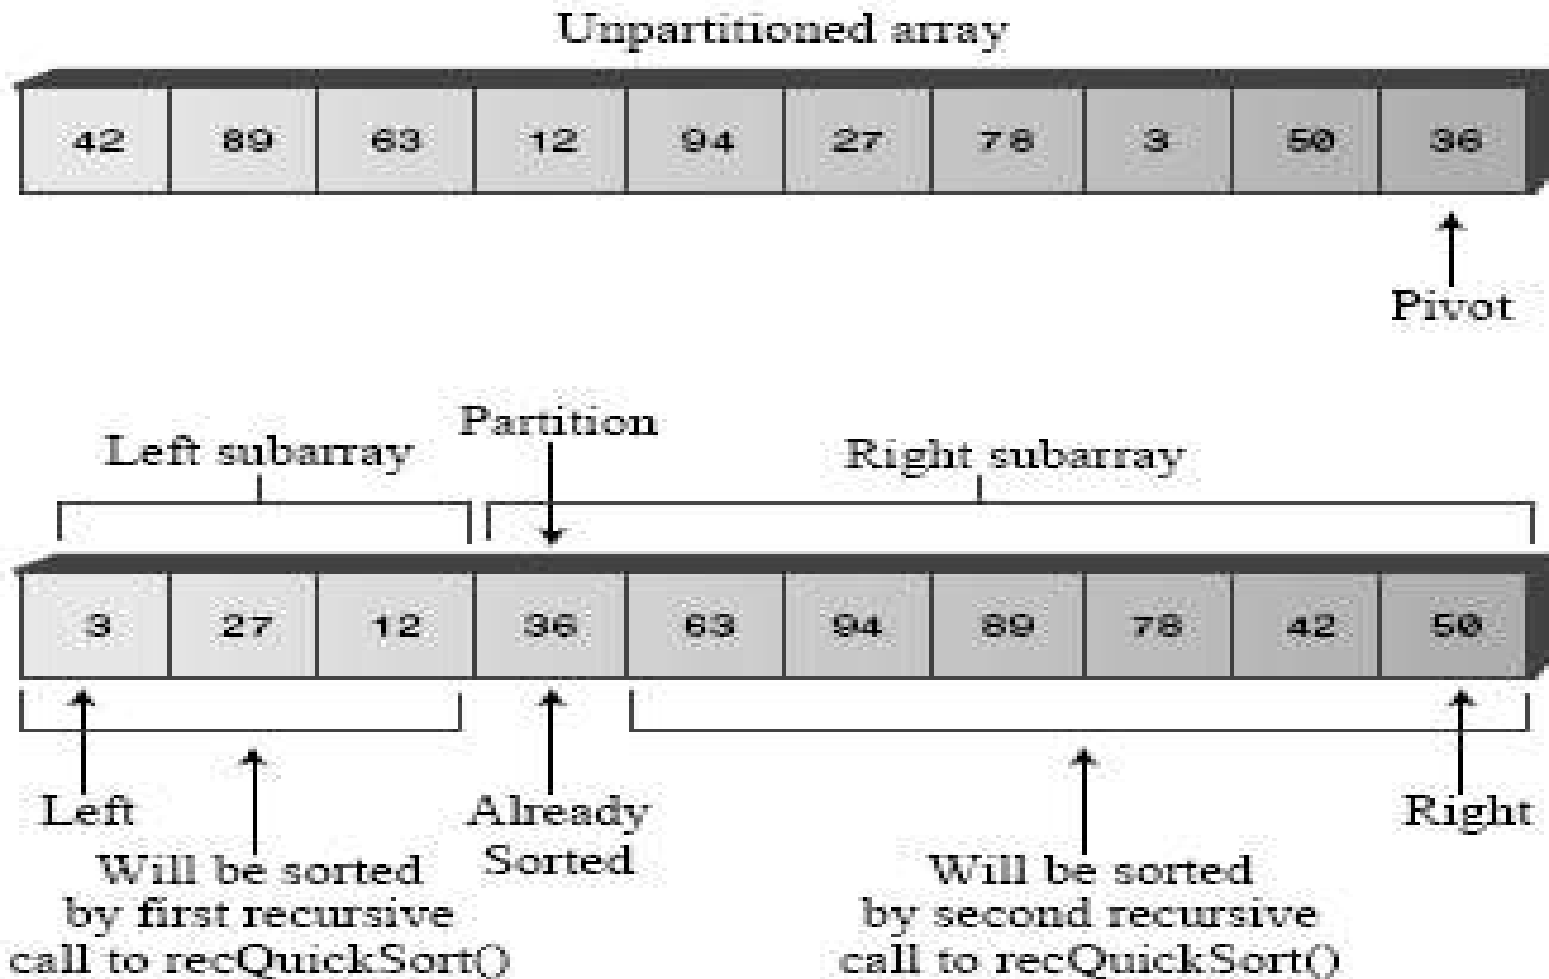 Unpartitioned array
42 89 63 12 94 27 78 3 50 36
Pivot
Partition
Left subarray
Right subarray
3 27 12 36 63 94 89 78 42 50
Left
Already
Sorted
Right
Will be sorted
by first recursive
call to recQuickSort()
Will be sorted
by second recursive
call to recQuickSort()